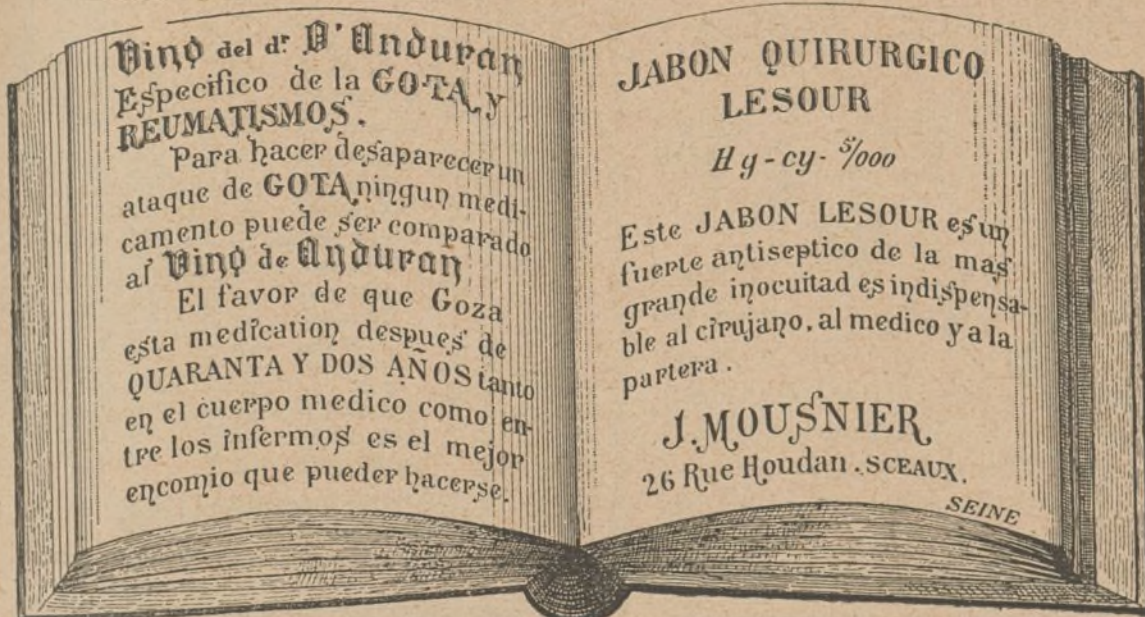 Vino del dr D'Anduran
Especifico de la GOTA y
REUMATISMOS.
Para hacer desaparecer un
ataque de GOTA ningun medi-
camento puede ser comparado
al Vino de Anduran
El favor de que Goza
esta medication despues de
QUARANTA Y DOS AÑOS tanto
en el cuerpo medico como en-
tre los infermos es el mejor
encomio que pueder hacerse.
JABON QUIRURGICO
LESOUR
Hg-cy- 5/000
Este JABON LESOUR es un
fuerte antiseptico de la mas
grande inocuitad es indispensa-
ble al cirujano, al medico y a la
partera.
J. MOUSNIER
26 Rue Houdan. SCEAUX.
SEINE